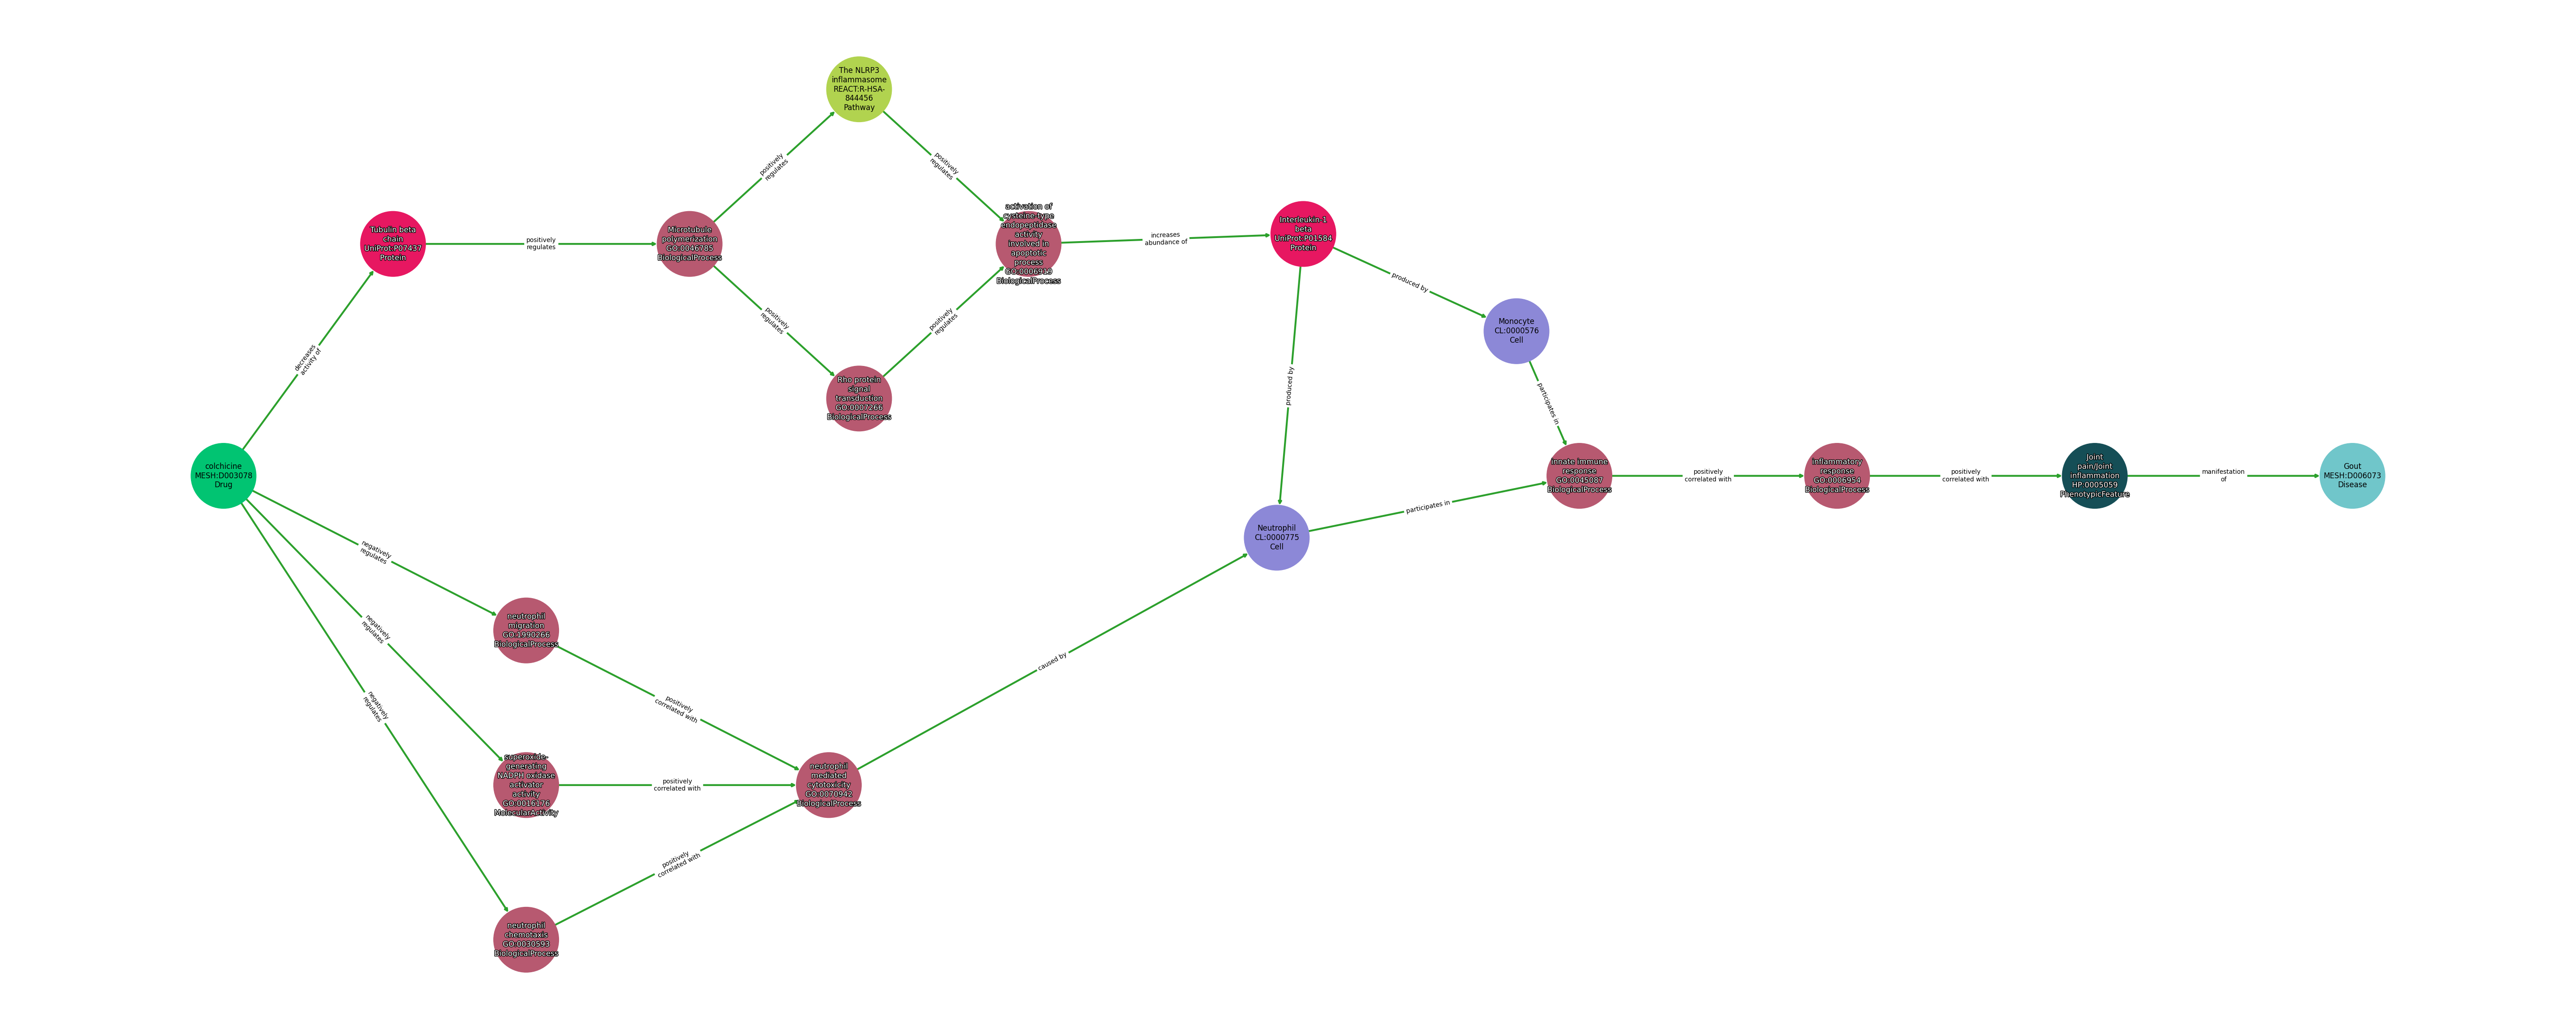 The NLRP3
inflammasome
REACT:R-HSA-
844456
Pathway
positively
regulates
positively
regulates
Tubulin beta
chain
UniProt:P07437
Protein
positively
regulates
Microtubule
polymerization
GO:0046785
BiologicalProcess
activation of
cysteine-type
endopeptidase
activity
involved in
apoptotic
process
GO:0006919
BiologicalProcess
increases
abundance of
Interleukin-1
beta
UniProt:P01584
Protein
produced by
positively
regulates
positively
regulates
Monocyte
CL:0000576
Cell
decreases
activity of
Rho protein
signal
transduction
GO:0007266
BiologicalProcess
produced by
participates in
colchicine
MESH:D003078
Drug
innate immune
response
GO:0045087
BiologicalProcess
positively
correlated with
inflammatory
response
GO:0006954
BiologicalProcess
positively
correlated with
Joint
pain/Joint
inflammation
HP:0005059
PhenotypicFeature
manifestation
of
Gout
MESH:D006073
Disease
participates in
Neutrophil
CL:0000775
Cell
negatively
regulates
negatively
regulates
negatively
regulates
neutrophil
migration
GO:1990266
BiologicalProcess
caused by
positively
correlated with
superoxide-
generating
NADPH oxidase
activator
activity
GO:0016176
MolecularActivity
positively
correlated with
neutrophil
mediated
cytotoxicity
GO:0070942
BiologicalProcess
positively
correlated with
neutrophil
chemotaxis
GO:0030593
BiologicalProcess